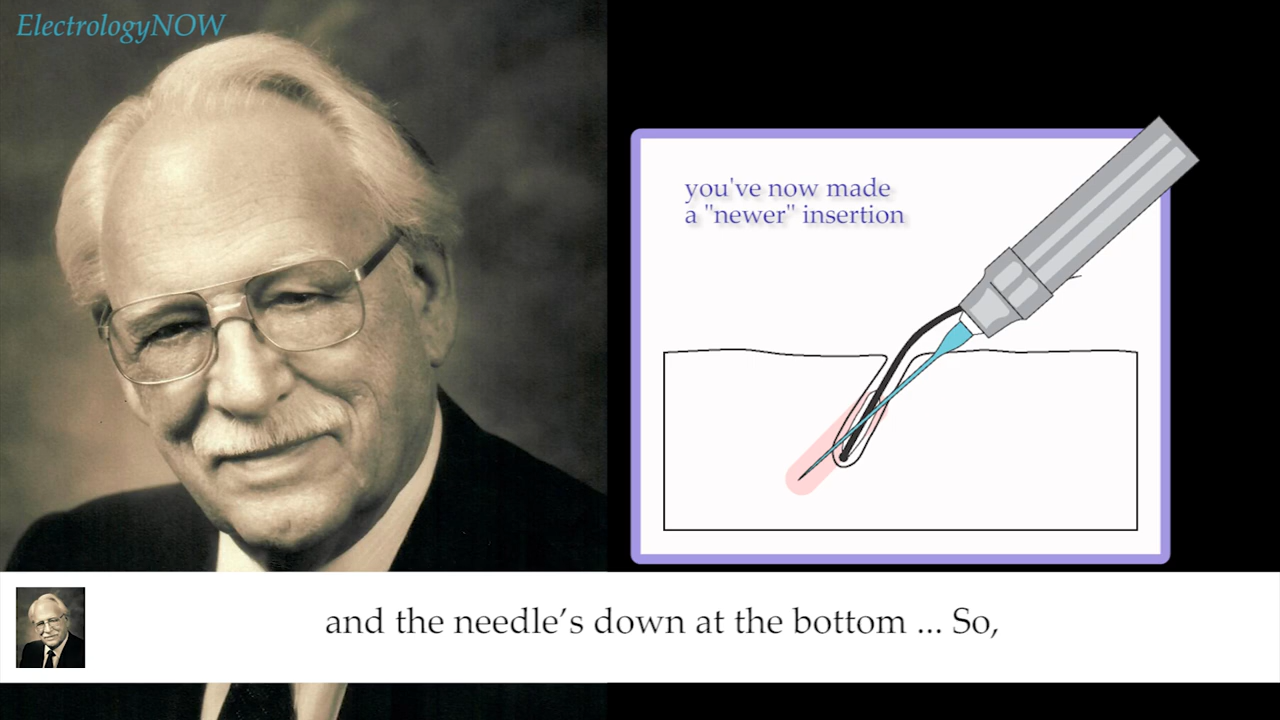 ElectrologyNOW
you've now made
a "newer" insertion
and the needle’s down at the bottom ... So,